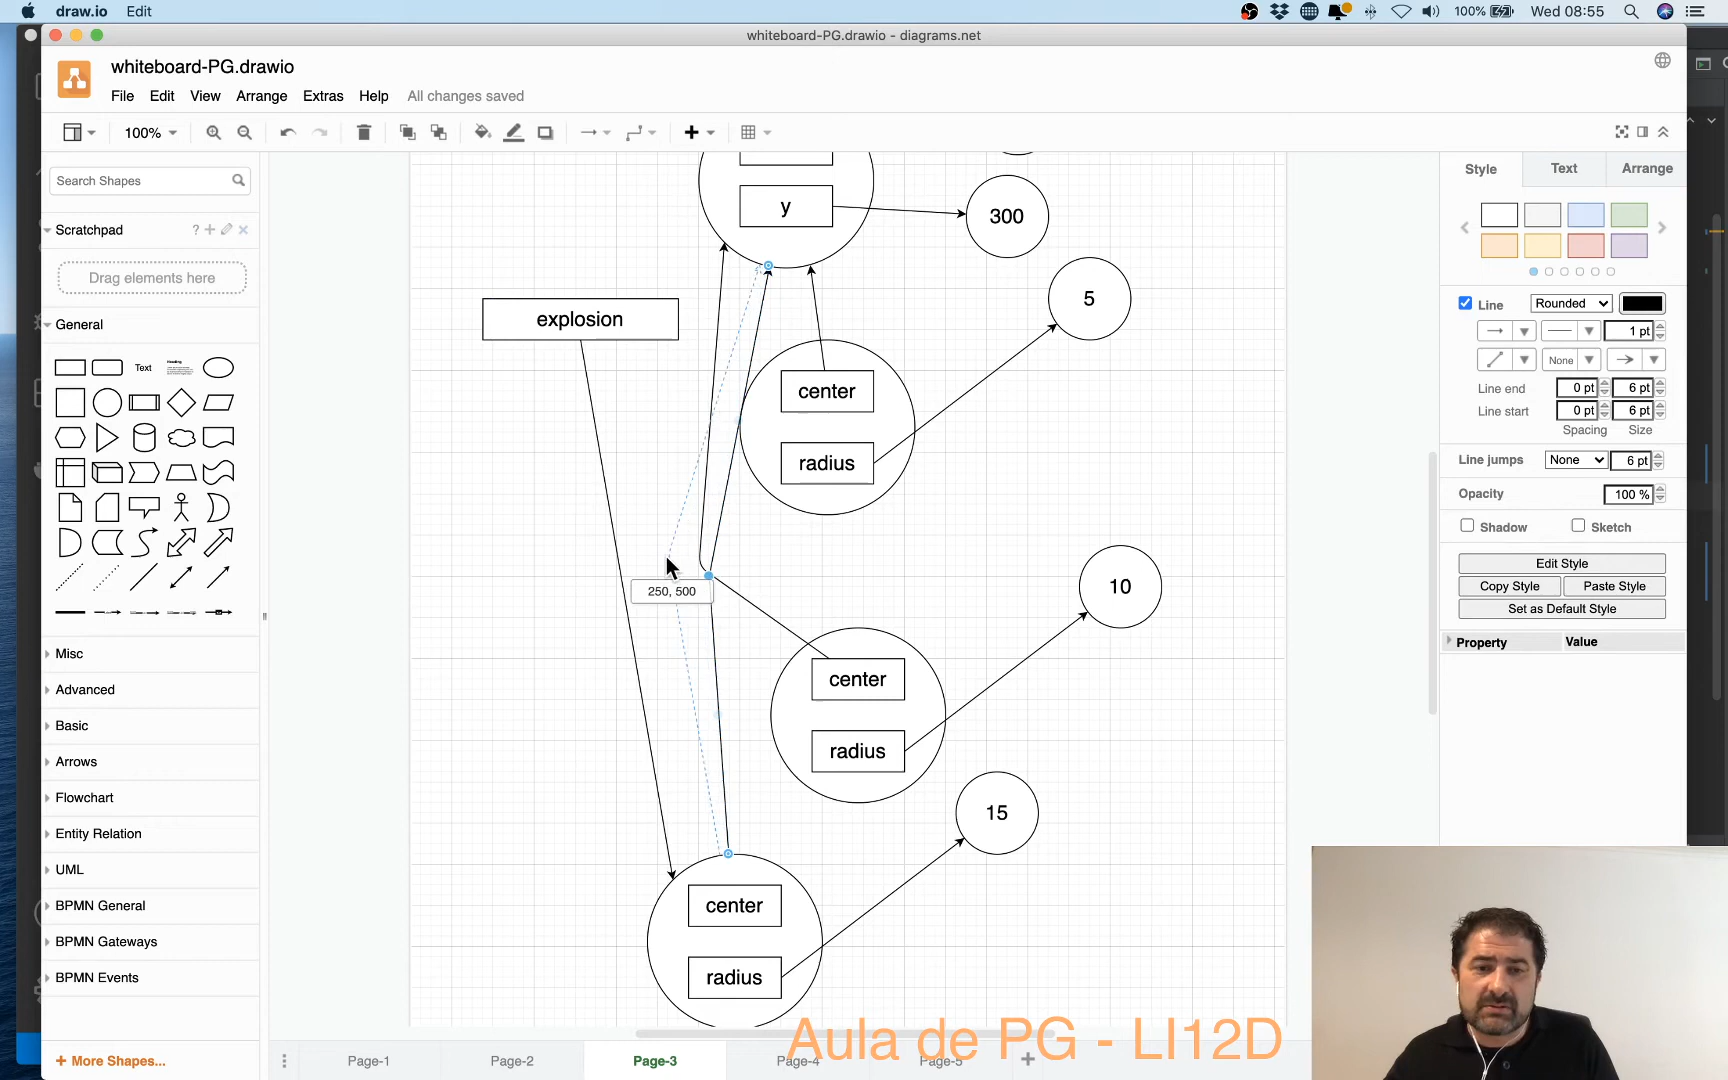 draw.io Edit
100% Wed 08:55
whiteboard-PG.drawio - diagrams.net
whiteboard-PG.drawio
File Edit View Arrange Extras Help All changes saved
100%
Search Shapes
Scratchpad ?
Drag elements here
General
Text
Heading
Misc
Advanced
Basic
Arrows
Flowchart
Entity Relation
UML
BPMN General
BPMN Gateways
BPMN Events
+ More Shapes...
y
300
5
explosion
center
radius
250, 500
10
center
radius
15
center
radius
Page-1 Page-2 Page-3 Page-4 Page-5
Aula de PG - LI12D
Style Text Arrange
Line Rounded
1 pt
None
Line end 0 pt 6 pt
Line start 0 pt 6 pt
Spacing Size
Line jumps None 6 pt
Opacity 100 %
Shadow Sketch
Edit Style
Copy Style Paste Style
Set as Default Style
Property Value